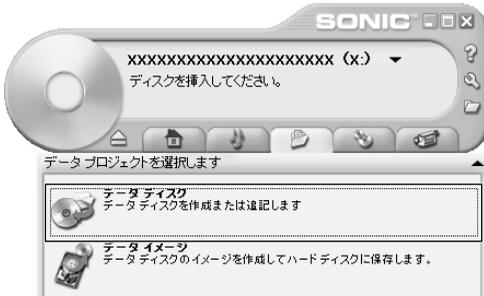 SONIC
XXXXXXXXXXXXXXXXXXXXXX (X:)
ディスクを挿入してください。
データ プロジェクトを選択します
データ ディスク
データ ディスクを作成または追記します
データ イメージ
データ ディスクのイメージを作成してハード ディスクに保存します。